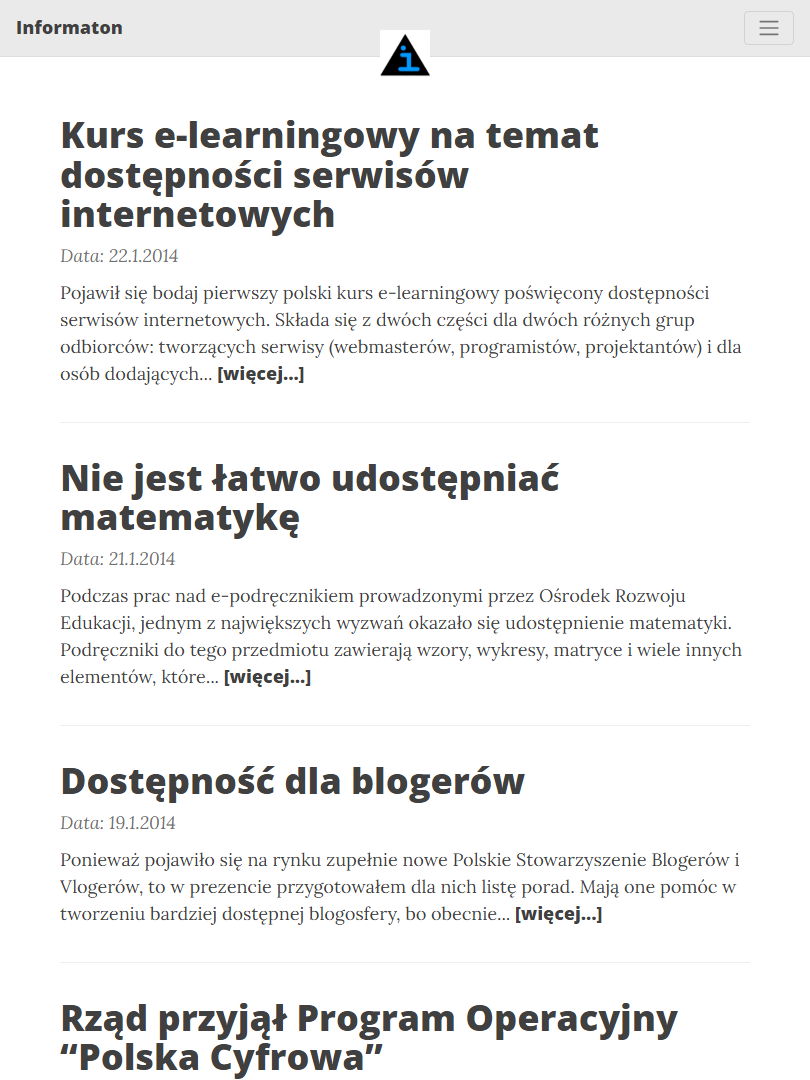 Informaton
i
Kurs e-learningowy na temat
dostępności serwisów
internetowych
Data: 22.1.2014
Pojawił się bodaj pierwszy polski kurs e-learningowy poświęcony dostępności
serwisów internetowych. Składa się z dwóch części dla dwóch różnych grup
odbiorców: tworzących serwisy (webmasterów, programistów, projektantów) i dla
osób dodających... [więcej...]
Nie jest łatwo udostępniać
matematykę
Data: 21.1.2014
Podczas prac nad e-podręcznikiem prowadzonymi przez Ośrodek Rozwoju
Edukacji, jednym z największych wyzwań okazało się udostępnienie matematyki.
Podręczniki do tego przedmiotu zawierają wzory, wykresy, matryce i wiele innych
elementów, które... [więcej...]
Dostępność dla blogerów
Data: 19.1.2014
Ponieważ pojawiło się na rynku zupełnie nowe Polskie Stowarzyszenie Blogerów i
Vlogerów, to w prezencie przygotowałem dla nich listę porad. Mają one pomóc w
tworzeniu bardziej dostępnej blogosfery, bo obecnie... [więcej...]
Rząd przyjął Program Operacyjny
“Polska Cyfrowa”